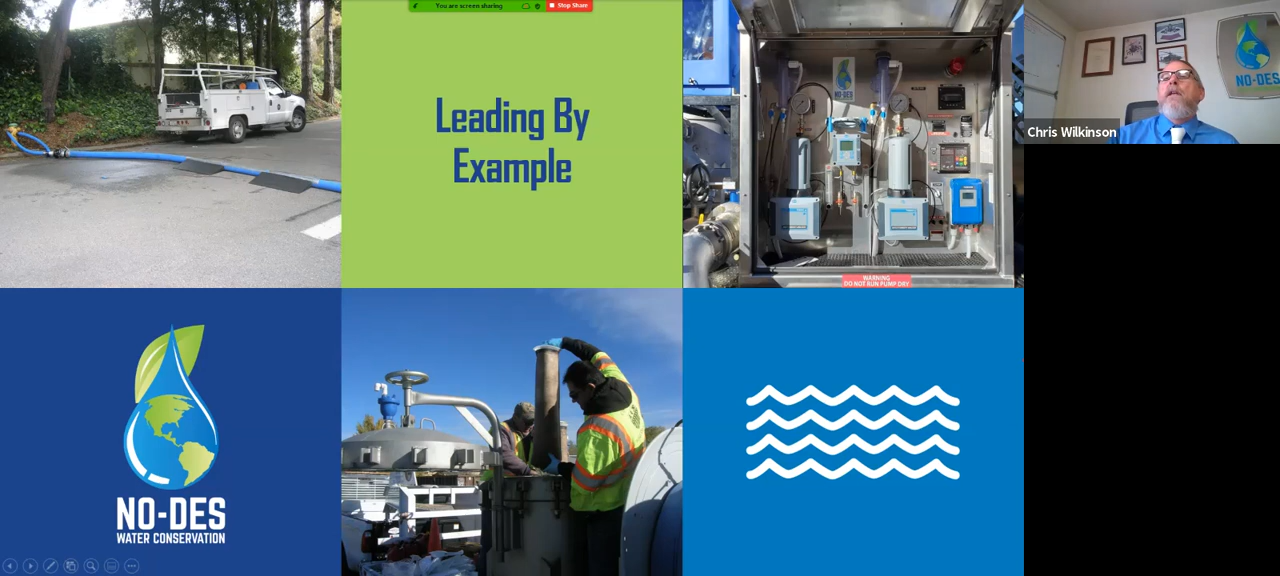 You are screen sharing
Stop Share
Leading By
Example
NO-DES
WARNING
DO NOT RUN PUMP DRY
NO-DES
Chris Wilkinson
NO-DES
WATER CONSERVATION